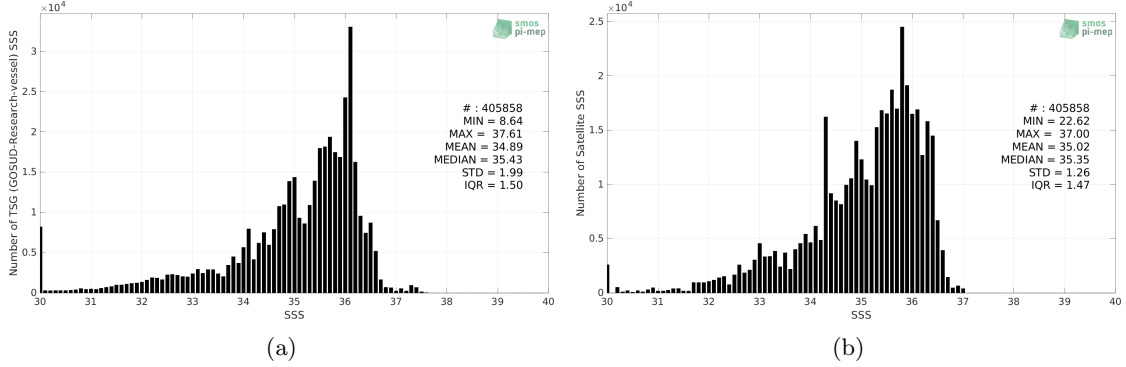 ×10⁴
smos
pi-mep
Number of TSG (GOSUD-Research-vessel) SSS
3
2.5
2
1.5
1
0.5
0
# : 405858
MIN = 8.64
MAX = 37.61
MEAN = 34.89
MEDIAN = 35.43
STD = 1.99
IQR = 1.50
30 31 32 33 34 35 36 37 38 39 40
SSS
(a)
×10⁴
smos
pi-mep
Number of Satellite SSS
2.5
2
1.5
1
0.5
0
# : 405858
MIN = 22.62
MAX = 37.00
MEAN = 35.02
MEDIAN = 35.35
STD = 1.26
IQR = 1.47
30 31 32 33 34 35 36 37 38 39 40
SSS
(b)